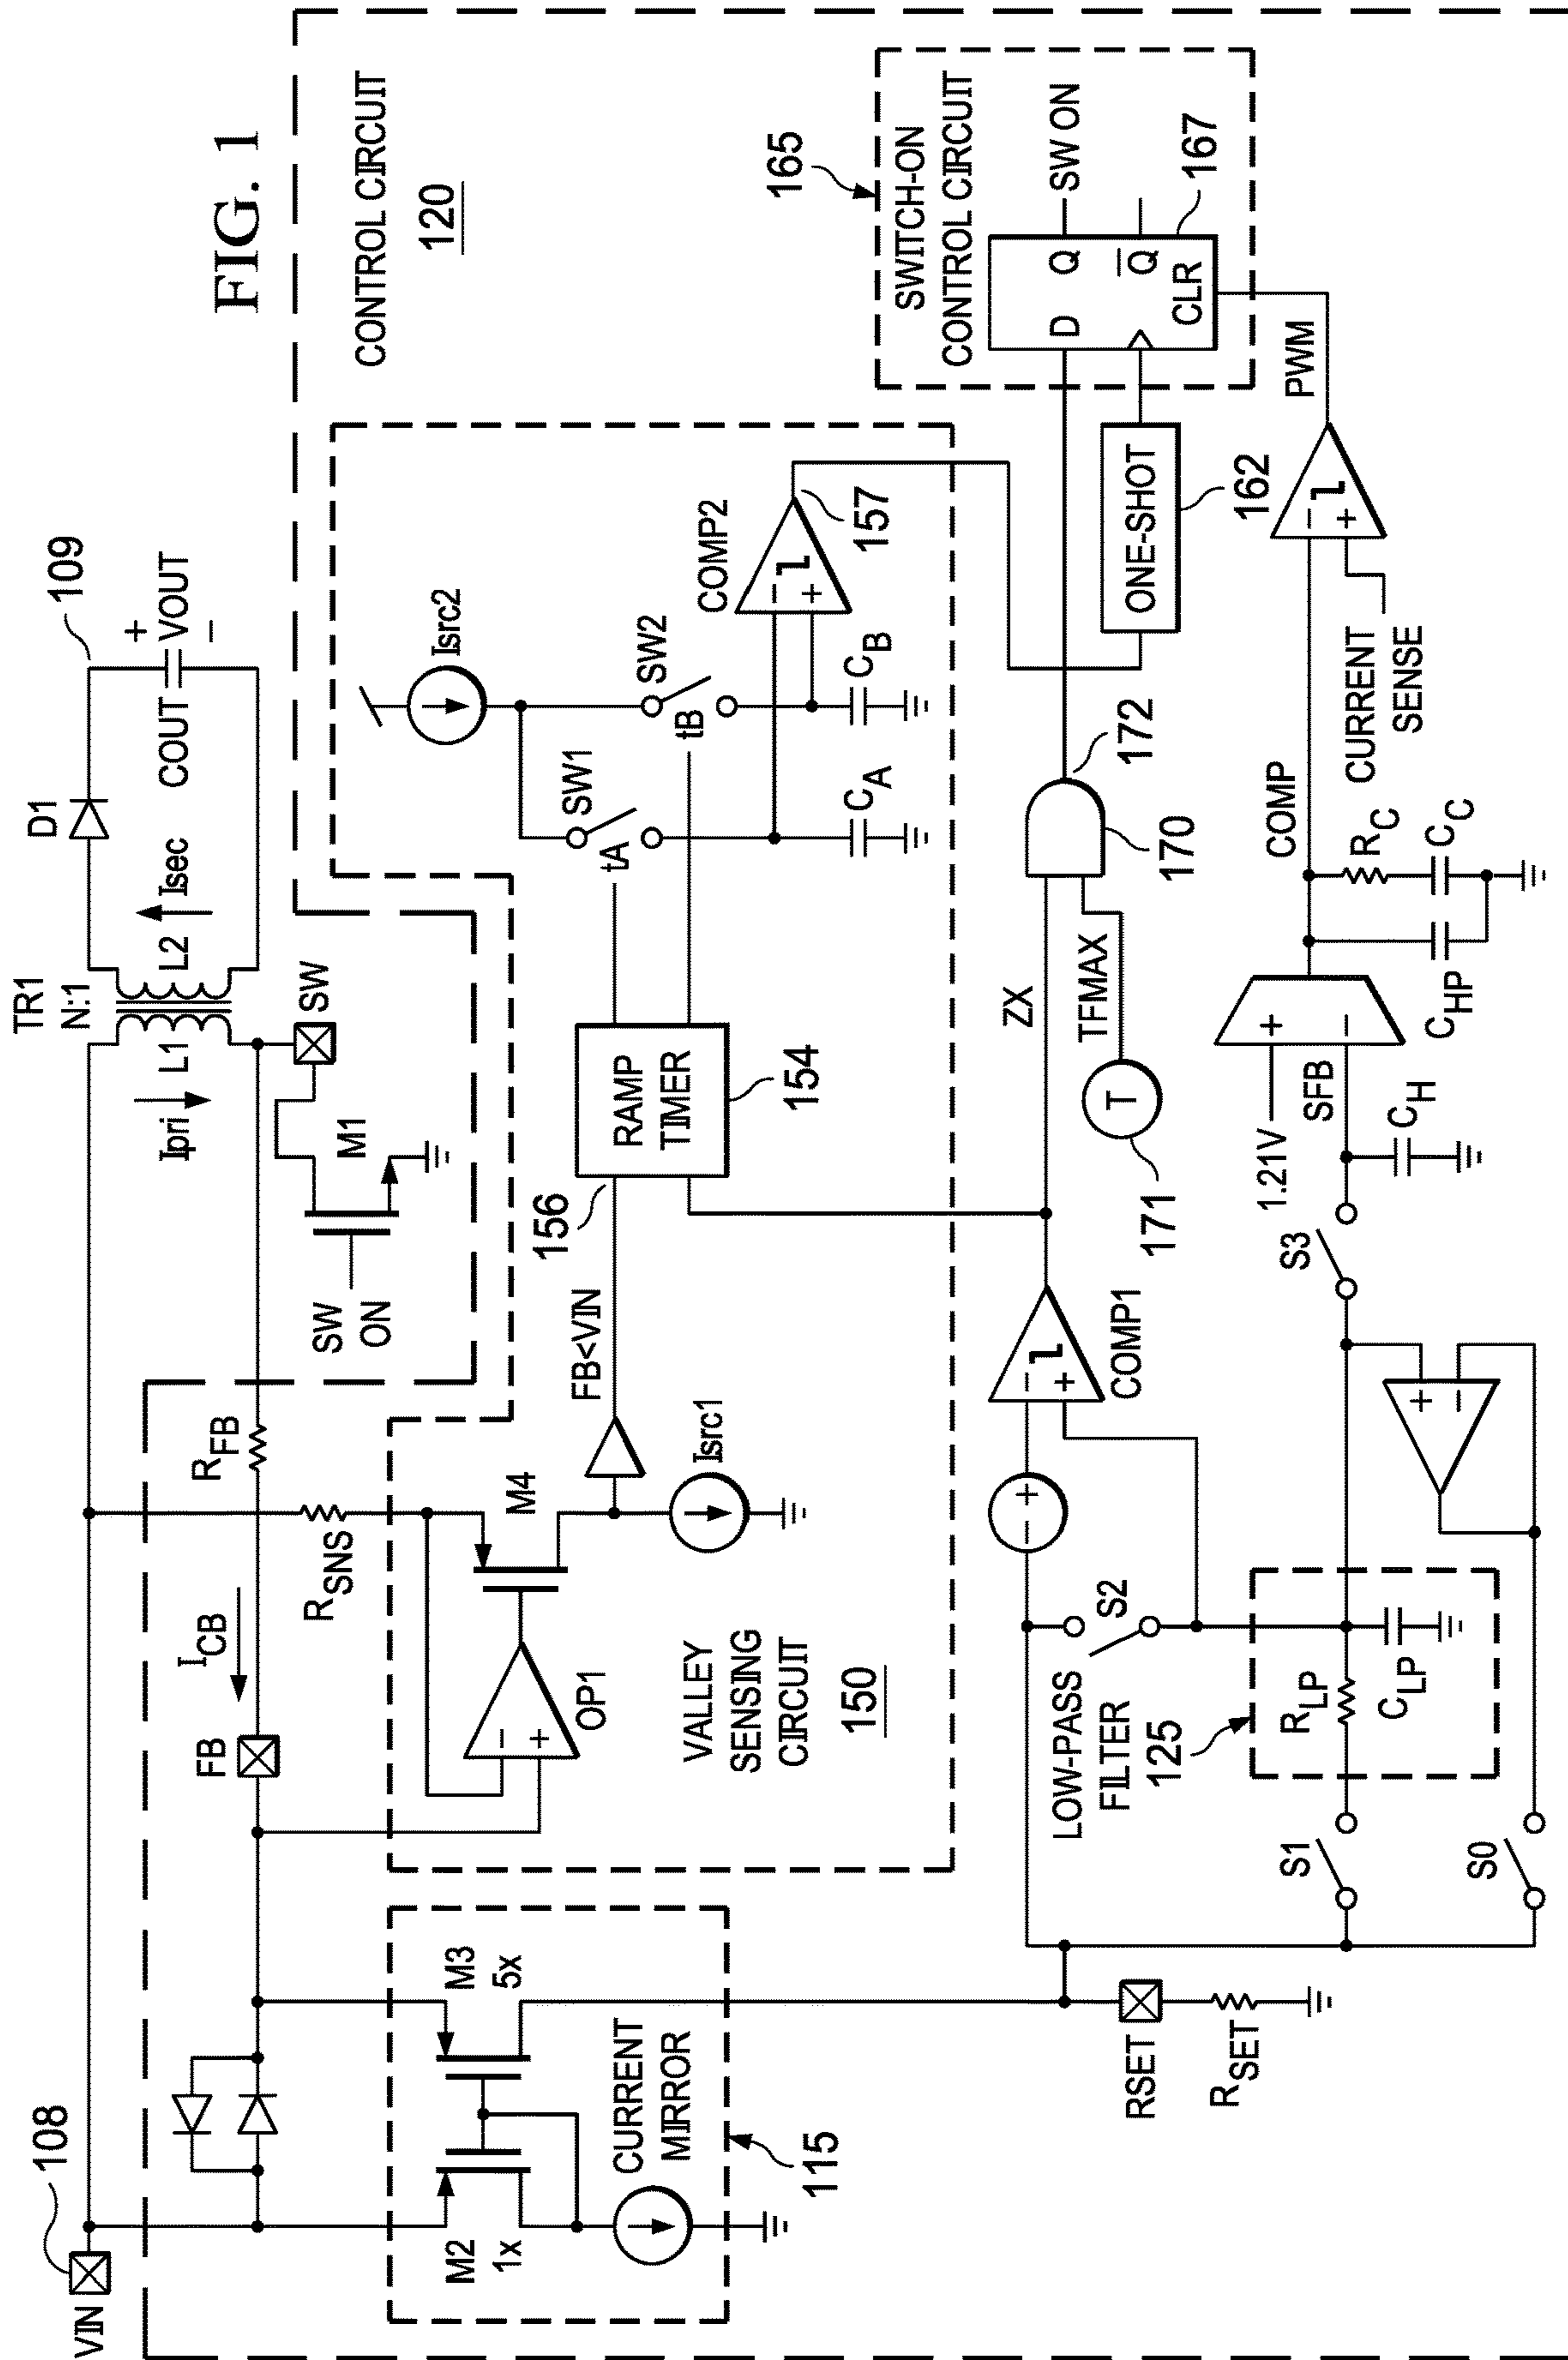 FIG. 1
VIN
108
TR1
N:1
Ipri
L1
L2
Isec
D1
109
COUT
+
VOUT
−
SW
M1
SW
ON
CONTROL CIRCUIT
120
FB
ICB
RFB
RSNS
M2
1x
M3
5x
CURRENT
MIRROR
115
−
+
OP1
M4
FB<VIN
Isrc1
VALLEY
SENSING
CIRCUIT
150
156
RAMP
TIMER
154
Isrc2
SW1
tA
SW2
tB
CA
CB
COMP2
−
+
157
SWITCH-ON
CONTROL CIRCUIT
165
D
Q
Q
CLR
SW ON
167
ONE-SHOT
162
− +
−
+
COMP1
ZX
TFMAX
T
171
170
172
RSET
RSET
S1
S0
S2
LOW-PASS
FILTER
125
RLP
CLP
+
−
S3
CH
SFB
1.21V
+
−
CHP
COMP
RC
CC
CURRENT
SENSE
−
+
PWM